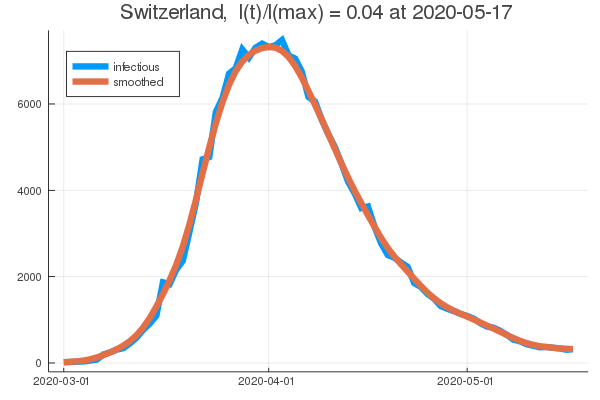 Switzerland,  I(t)/I(max) = 0.04 at 2020-05-17
infectious
smoothed
6000
4000
2000
0
2020-03-01
2020-04-01
2020-05-01